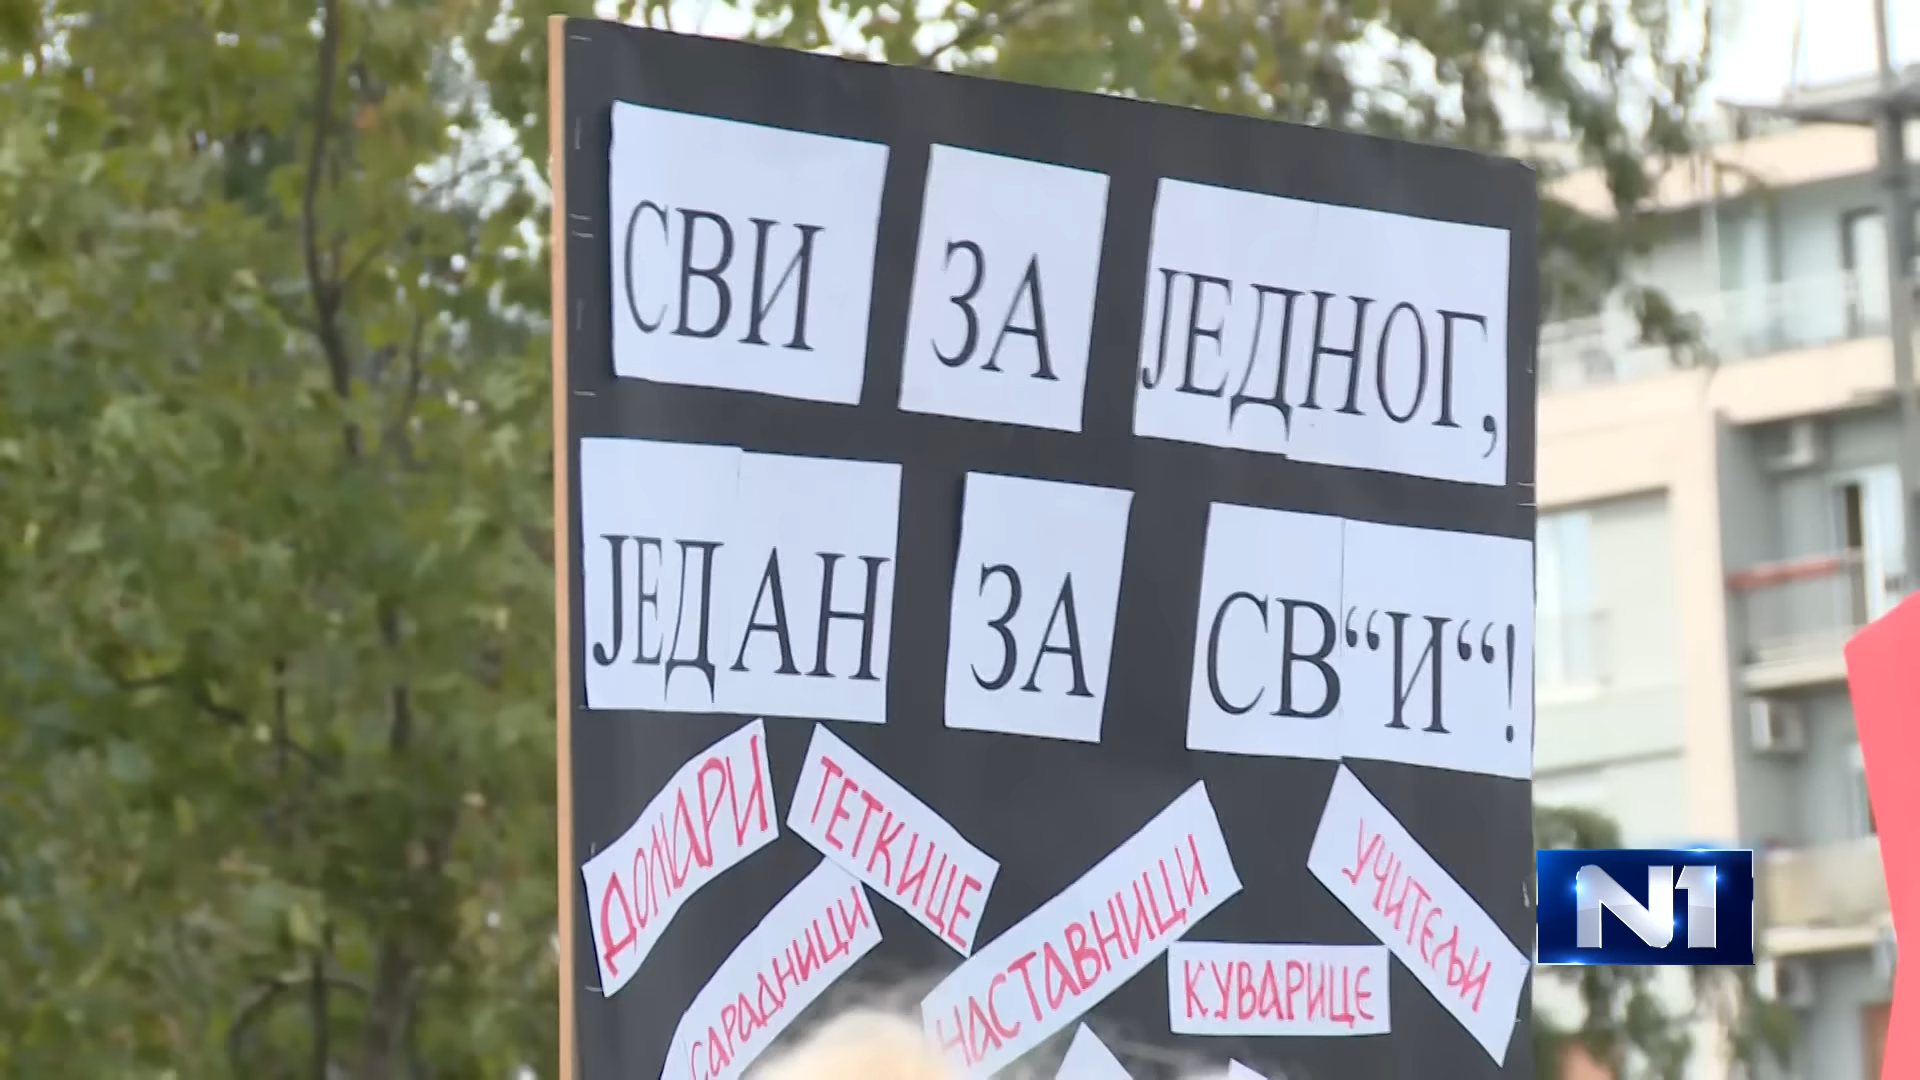 СВИ ЗА ЈЕДНОГ,
ЈЕДАН ЗА СВ“И“!
ДОМАРИ
ТЕТКИЦЕ
САРАДНИЦИ
НАСТАВНИЦИ
КУВАРИЦЕ
УЧИТЕЉИ
N1